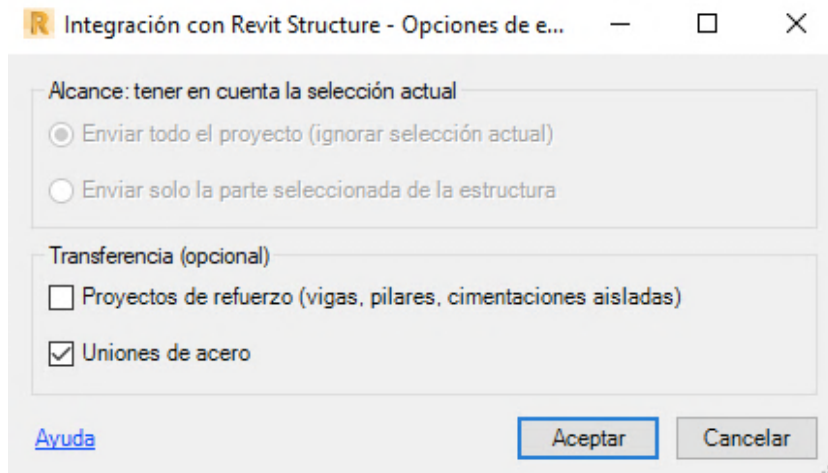 Integración con Revit Structure - Opciones de e...
Alcance: tener en cuenta la selección actual
Enviar todo el proyecto (ignorar selección actual)
Enviar solo la parte seleccionada de la estructura
Transferencia (opcional)
Proyectos de refuerzo (vigas, pilares, cimentaciones aisladas)
Uniones de acero
Ayuda
Aceptar
Cancelar